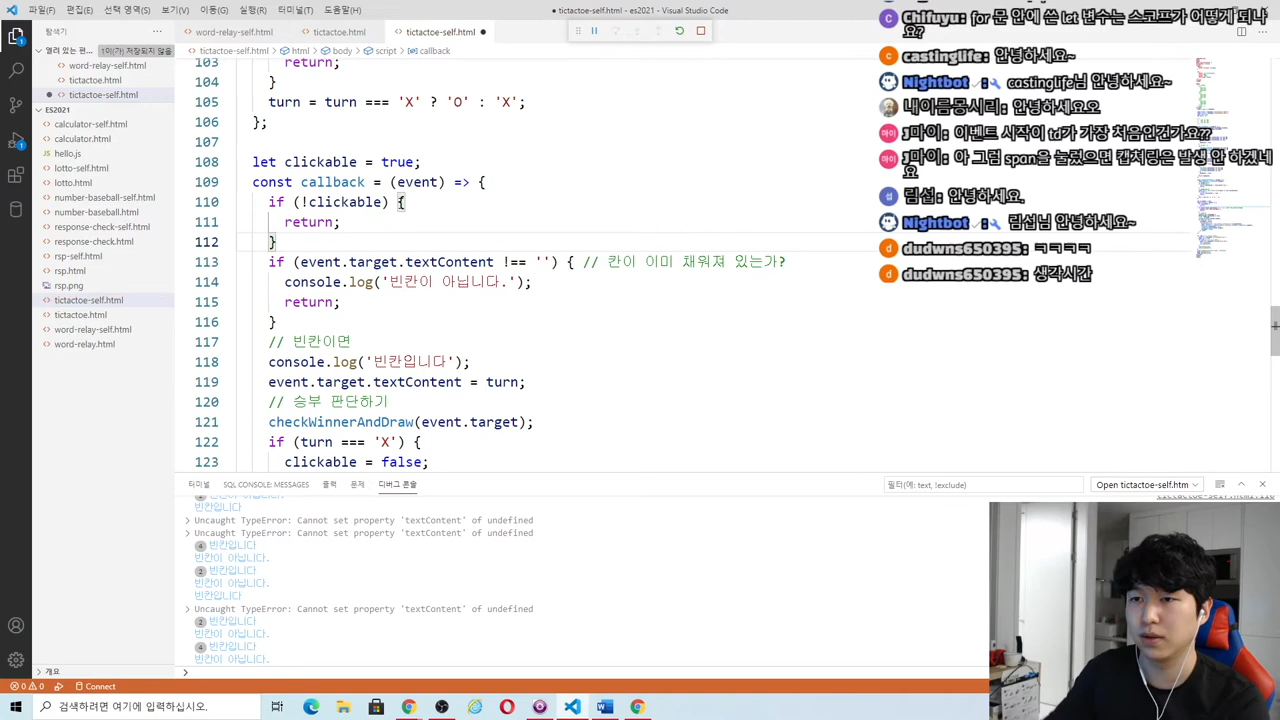 파일(F) 편집(E) 선택 영역(S) 보기(V) 이동(G) 실행(R) 터미널(T) 도움말(H)
tictactoe-self.html - es2021 - Visual Studio Code
탐색기
word-relay-self.html
tictactoe.html
tictactoe-self.html
열려 있는 편...
10이(가) 저장되지 않음
word-relay-self.html
tictactoe.html
tictactoe-self.html
ES2021
calculator-self.html
calculator.html
hello.js
lotto-self.html
lotto.html
number-baseball-self.html
number-baseball.html
response-check-self.html
response-check.html
rsp-self.html
rsp.html
rsp.png
tictactoe-self.html
tictactoe.html
word-relay-self.html
word-relay.html
개요
tictactoe-self.html > html > body > script > callback
103 return;
104 }
105 turn = turn === 'X' ? 'O' : 'X';
106 };
107
108 let clickable = true;
109 const callback = (event) => {
110 if (!clickable) {
111 return;
112 }
113 if (event.target.textContent !== '') { // 칸이 이미 채워져 있는가?
114 console.log('빈칸이 아닙니다.');
115 return;
116 }
117 // 빈칸이면
118 console.log('빈칸입니다');
119 event.target.textContent = turn;
120 // 승부 판단하기
121 checkWinnerAndDraw(event.target);
122 if (turn === 'X') {
123 clickable = false;
Chifuyu: for 문 안에 쓴 let 변수는 스코프가 어떻게 되나
요?
castinglife: 안녕하세요~
Nightbot : castinglife님 안녕하세요~
내이름몽시리: 안녕하세요오
J마이: 이벤트 시작이 td가 가장 처음인건가요??
J마이: 아 그럼 span을 눌렀으면 캡처링은 발생 안 하겠네
요
림섭: 안녕하세요.
Nightbot : 림섭님 안녕하세요~
dudwns650395: ㅋㅋㅋㅋ
dudwns650395: 생각시간
터미널 SQL CONSOLE: MESSAGES 출력 문제 디버그 콘솔
필터(예: text, !exclude)
Open tictactoe-self.htm
빈칸입니다
Uncaught TypeError: Cannot set property 'textContent' of undefined
Uncaught TypeError: Cannot set property 'textContent' of undefined
4 빈칸입니다
빈칸이 아닙니다.
2 빈칸입니다
빈칸이 아닙니다.
빈칸입니다
Uncaught TypeError: Cannot set property 'textContent' of undefined
2 빈칸입니다
빈칸이 아닙니다.
4 빈칸입니다
빈칸이 아닙니다.
0 0 Connect
검색하려면 여기에 입력하십시오.